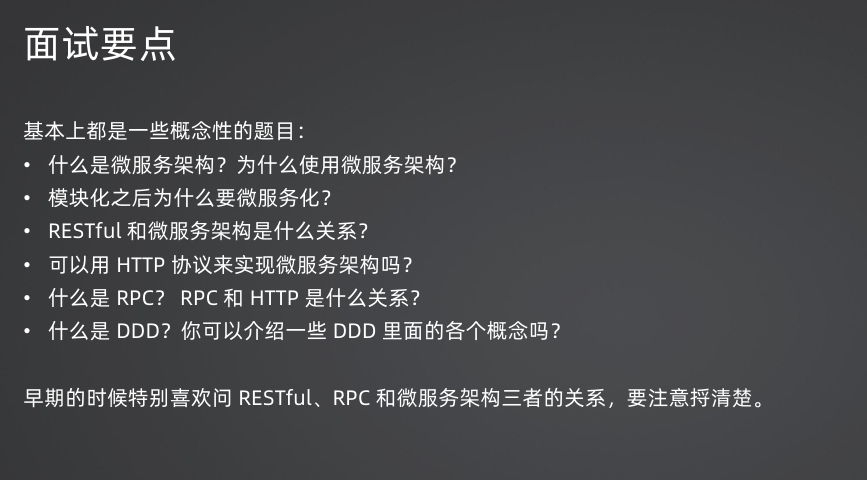 面试要点
基本上都是一些概念性的题目：
• 什么是微服务架构？为什么使用微服务架构？
• 模块化之后为什么要微服务化？
• RESTful 和微服务架构是什么关系？
• 可以用 HTTP 协议来实现微服务架构吗？
• 什么是 RPC？ RPC 和 HTTP 是什么关系？
• 什么是 DDD？你可以介绍一些 DDD 里面的各个概念吗？
早期的时候特别喜欢问 RESTful、RPC 和微服务架构三者的关系，要注意捋清楚。